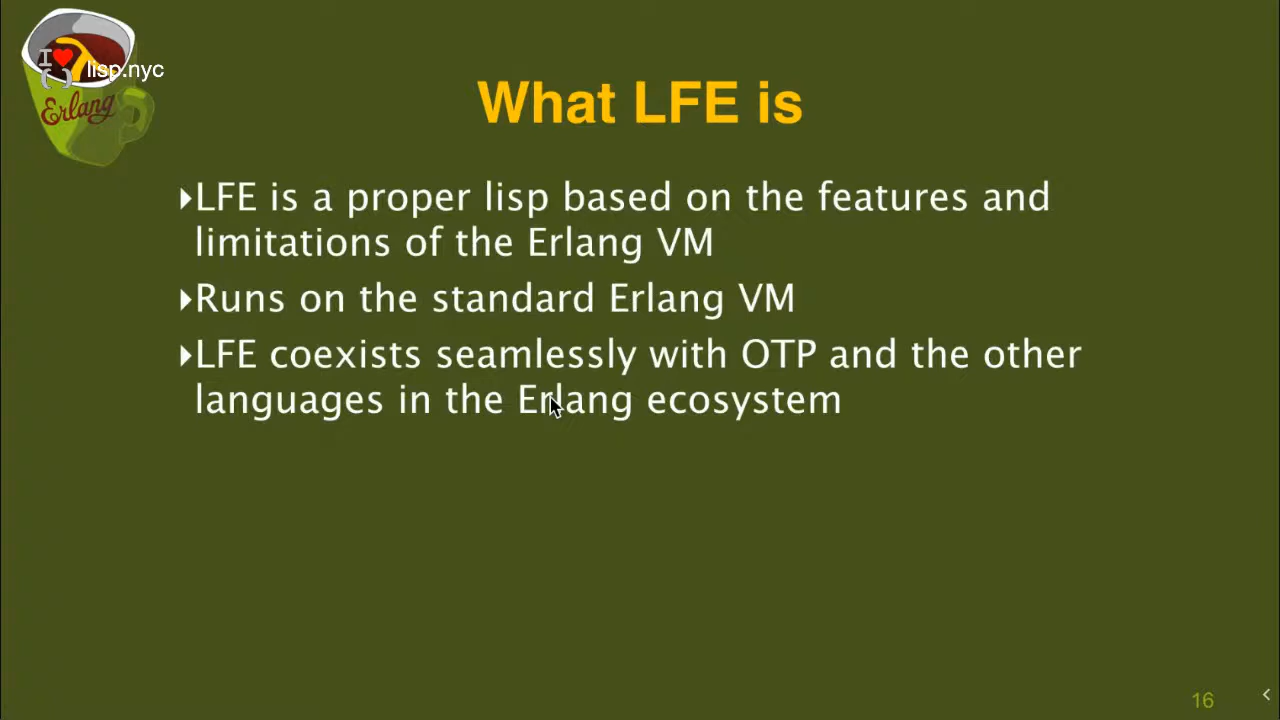 I ❤ ( ) lisp.nyc
Erlang
What LFE is
‣LFE is a proper lisp based on the features and
limitations of the Erlang VM
‣Runs on the standard Erlang VM
‣LFE coexists seamlessly with OTP and the other
languages in the Erlang ecosystem
16